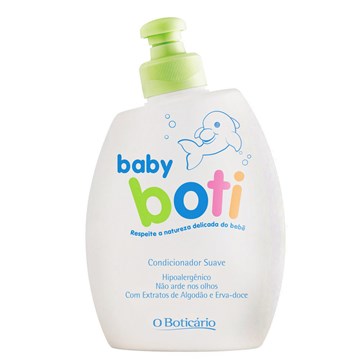 baby
boti
Respeite a natureza delicada do bebê
Condicionador Suave
Hipoalergênico
Não arde nos olhos
Com Extratos de Algodão e Erva-doce
O Boticário